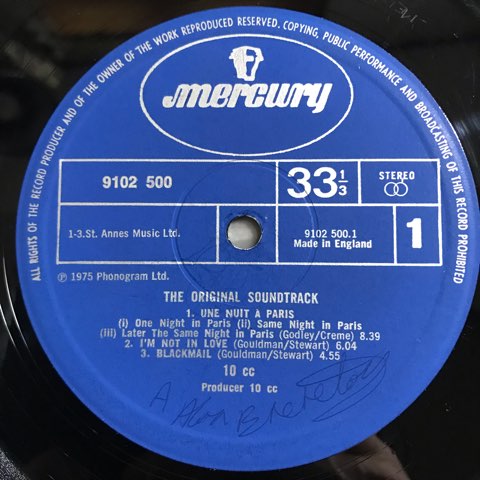 ALL RIGHTS OF THE RECORD PRODUCER AND OF THE OWNER OF THE WORK REPRODUCED RESERVED. COPYING, PUBLIC PERFORMANCE AND BROADCASTING OF THIS RECORD PROHIBITED
mercury
9102 500
33 1/3
STEREO
1-3.St. Annes Music Ltd.
9102 500.1
Made in England
1
℗ 1975 Phonogram Ltd.
THE ORIGINAL SOUNDTRACK
1. UNE NUIT À PARIS
(i) One Night in Paris (ii) Same Night in Paris
(iii) Later The Same Night in Paris (Godley/Creme) 8.39
2. I'M NOT IN LOVE (Gouldman/Stewart) 6.04
3. BLACKMAIL (Gouldman/Stewart) 4.55
10 cc
Producer 10 cc
A Alan